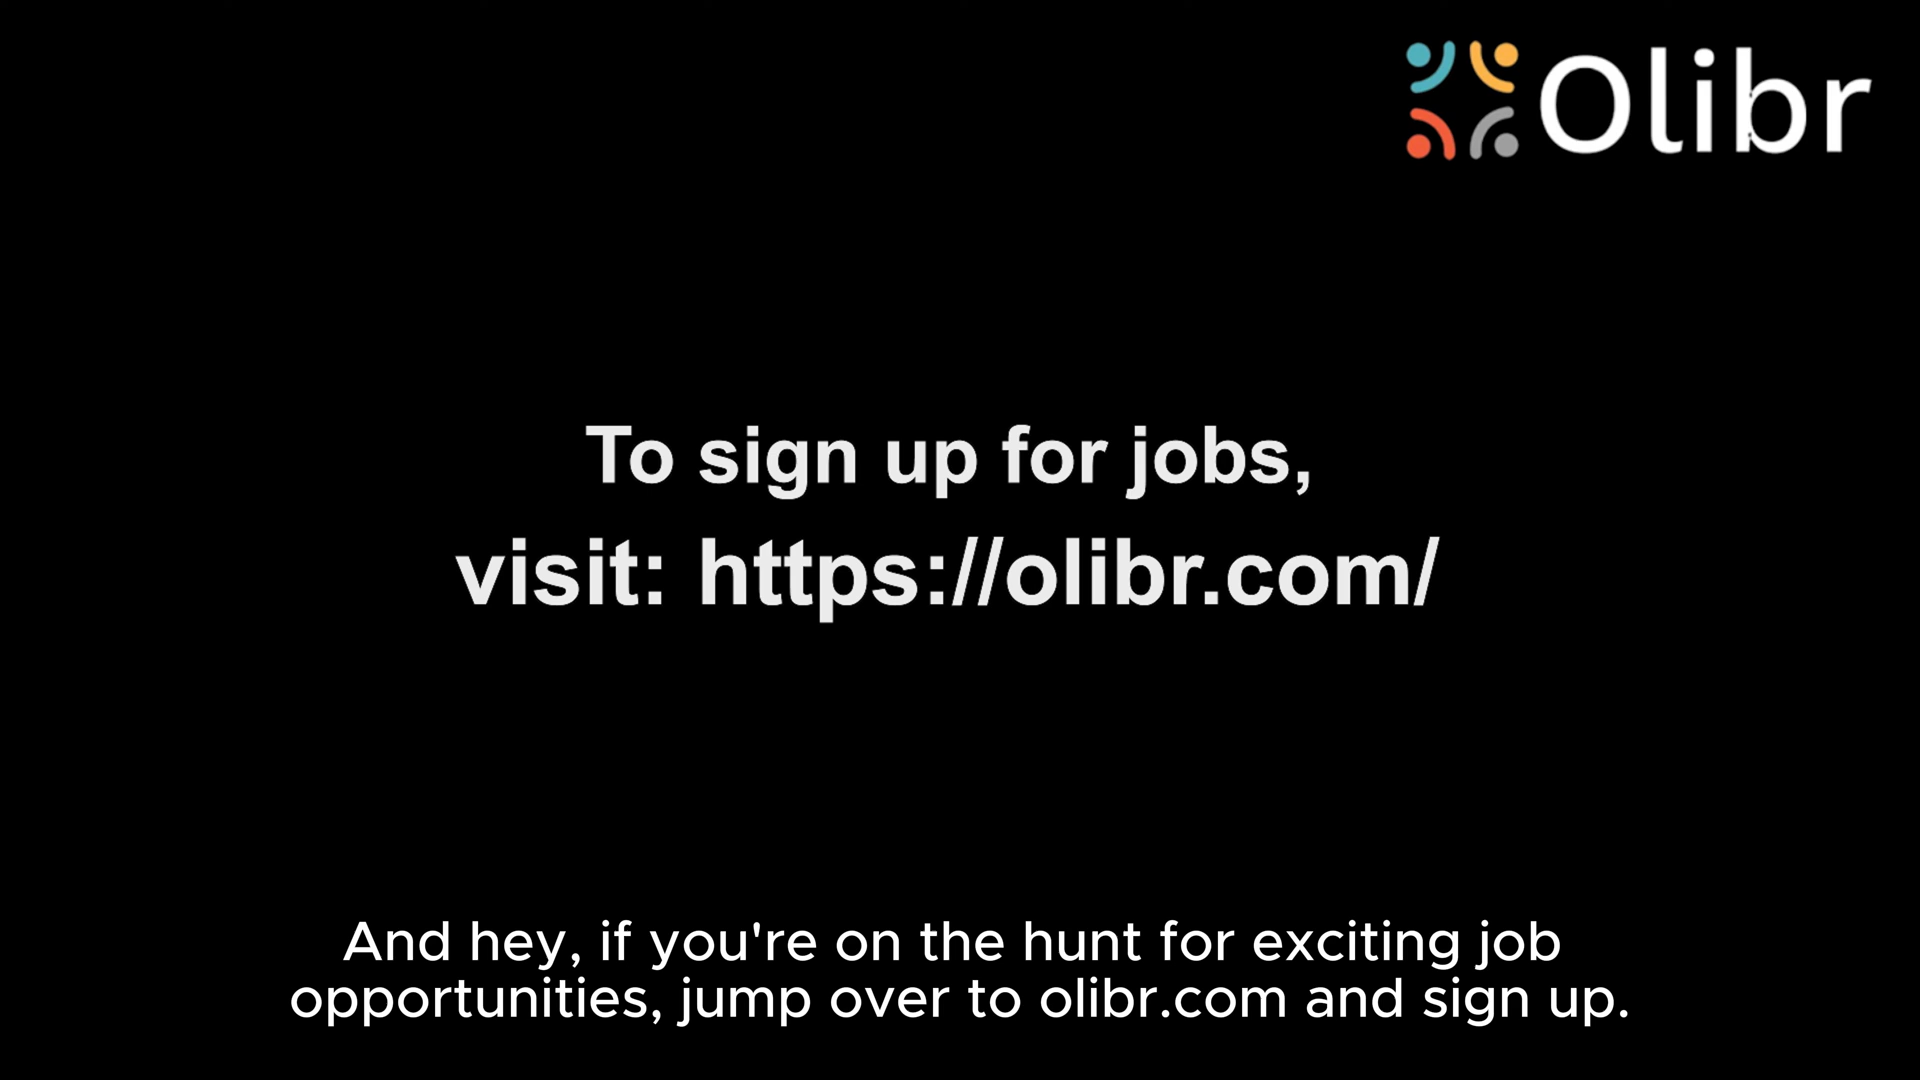 Olibr
To sign up for jobs,
visit: https://olibr.com/
And hey, if you're on the hunt for exciting job
opportunities, jump over to olibr.com and sign up.